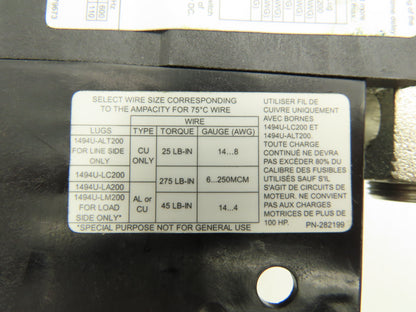 SELECT WIRE SIZE CORRESPONDING
TO THE AMPACITY FOR 75°C WIRE
WIRE
LUGS TYPE TORQUE GAUGE (AWG)
1494U-ALT200
FOR LINE SIDE
ONLY
CU
ONLY
25 LB-IN 14...8
1494U-LC200
1494U-LA200
275 LB-IN 6...250MCM
1494U-LM200
FOR LOAD
SIDE ONLY*
AL or
CU
45 LB-IN 14...4
*SPECIAL PURPOSE NOT FOR GENERAL USE
UTILISER FIL DE
CUIVRE UNIQUEMENT
AVEC BORNES
1494U-LC200 ET
1494U-ALT200.
TOUTE CHARGE
CONTINUE NE DEVRA
PAS EXCÉDER 80% DU
CALIBRE DES FUSIBLES
UTILISÉS SAUF S'IL
S'AGIT DE CIRCUITS DE
MOTEUR. NE CONVIENT
PAS AUX CHARGES
MOTRICES DE PLUS DE
100 HP.
PN-282199
600